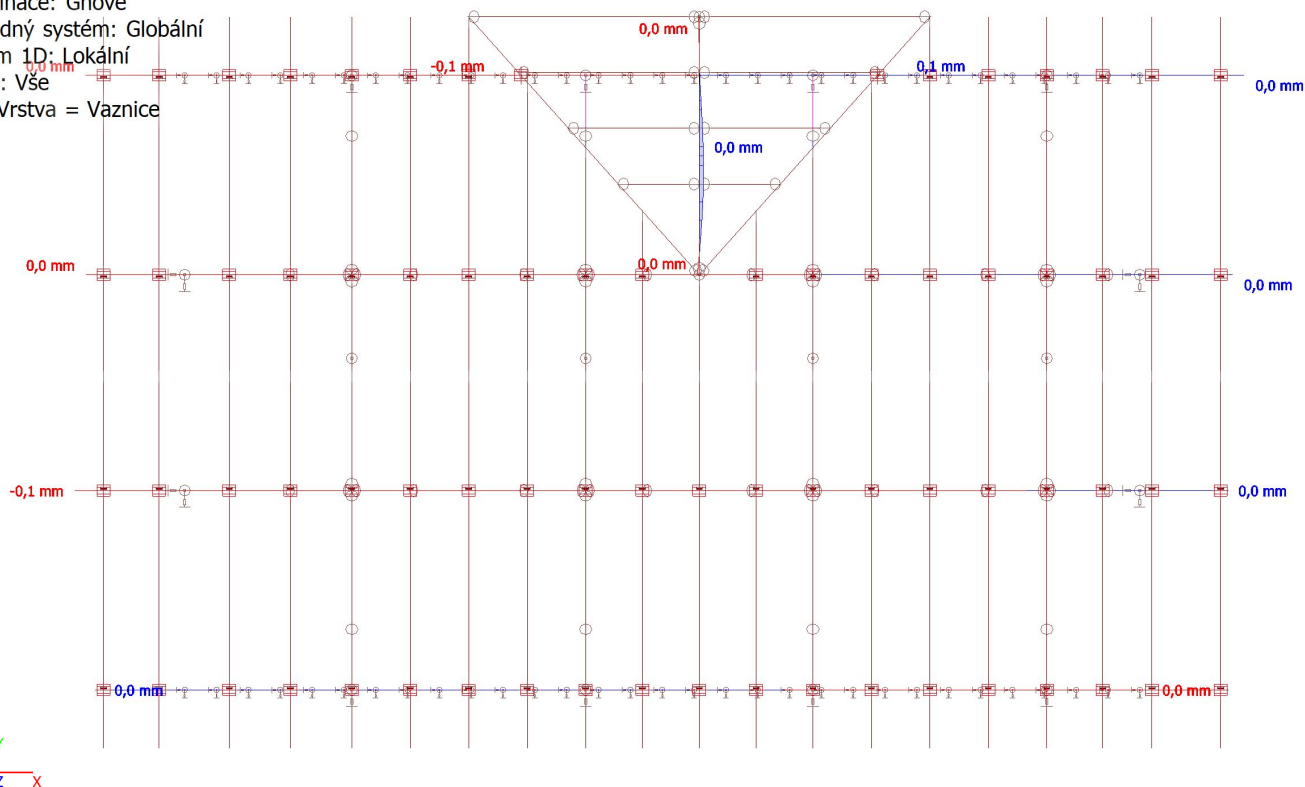 inace: Ghové
dný systém: Globální
m 1D: Lokální
: Vše
Vrstva = Vaznice
0,0 mm
0,0 mm
-0,1 mm
0,1 mm
0,0 mm
0,0 mm
0,0 mm
0,0 mm
0,0 mm
-0,1 mm
0,0 mm
0,0 mm
0,0 mm
Y
Z X